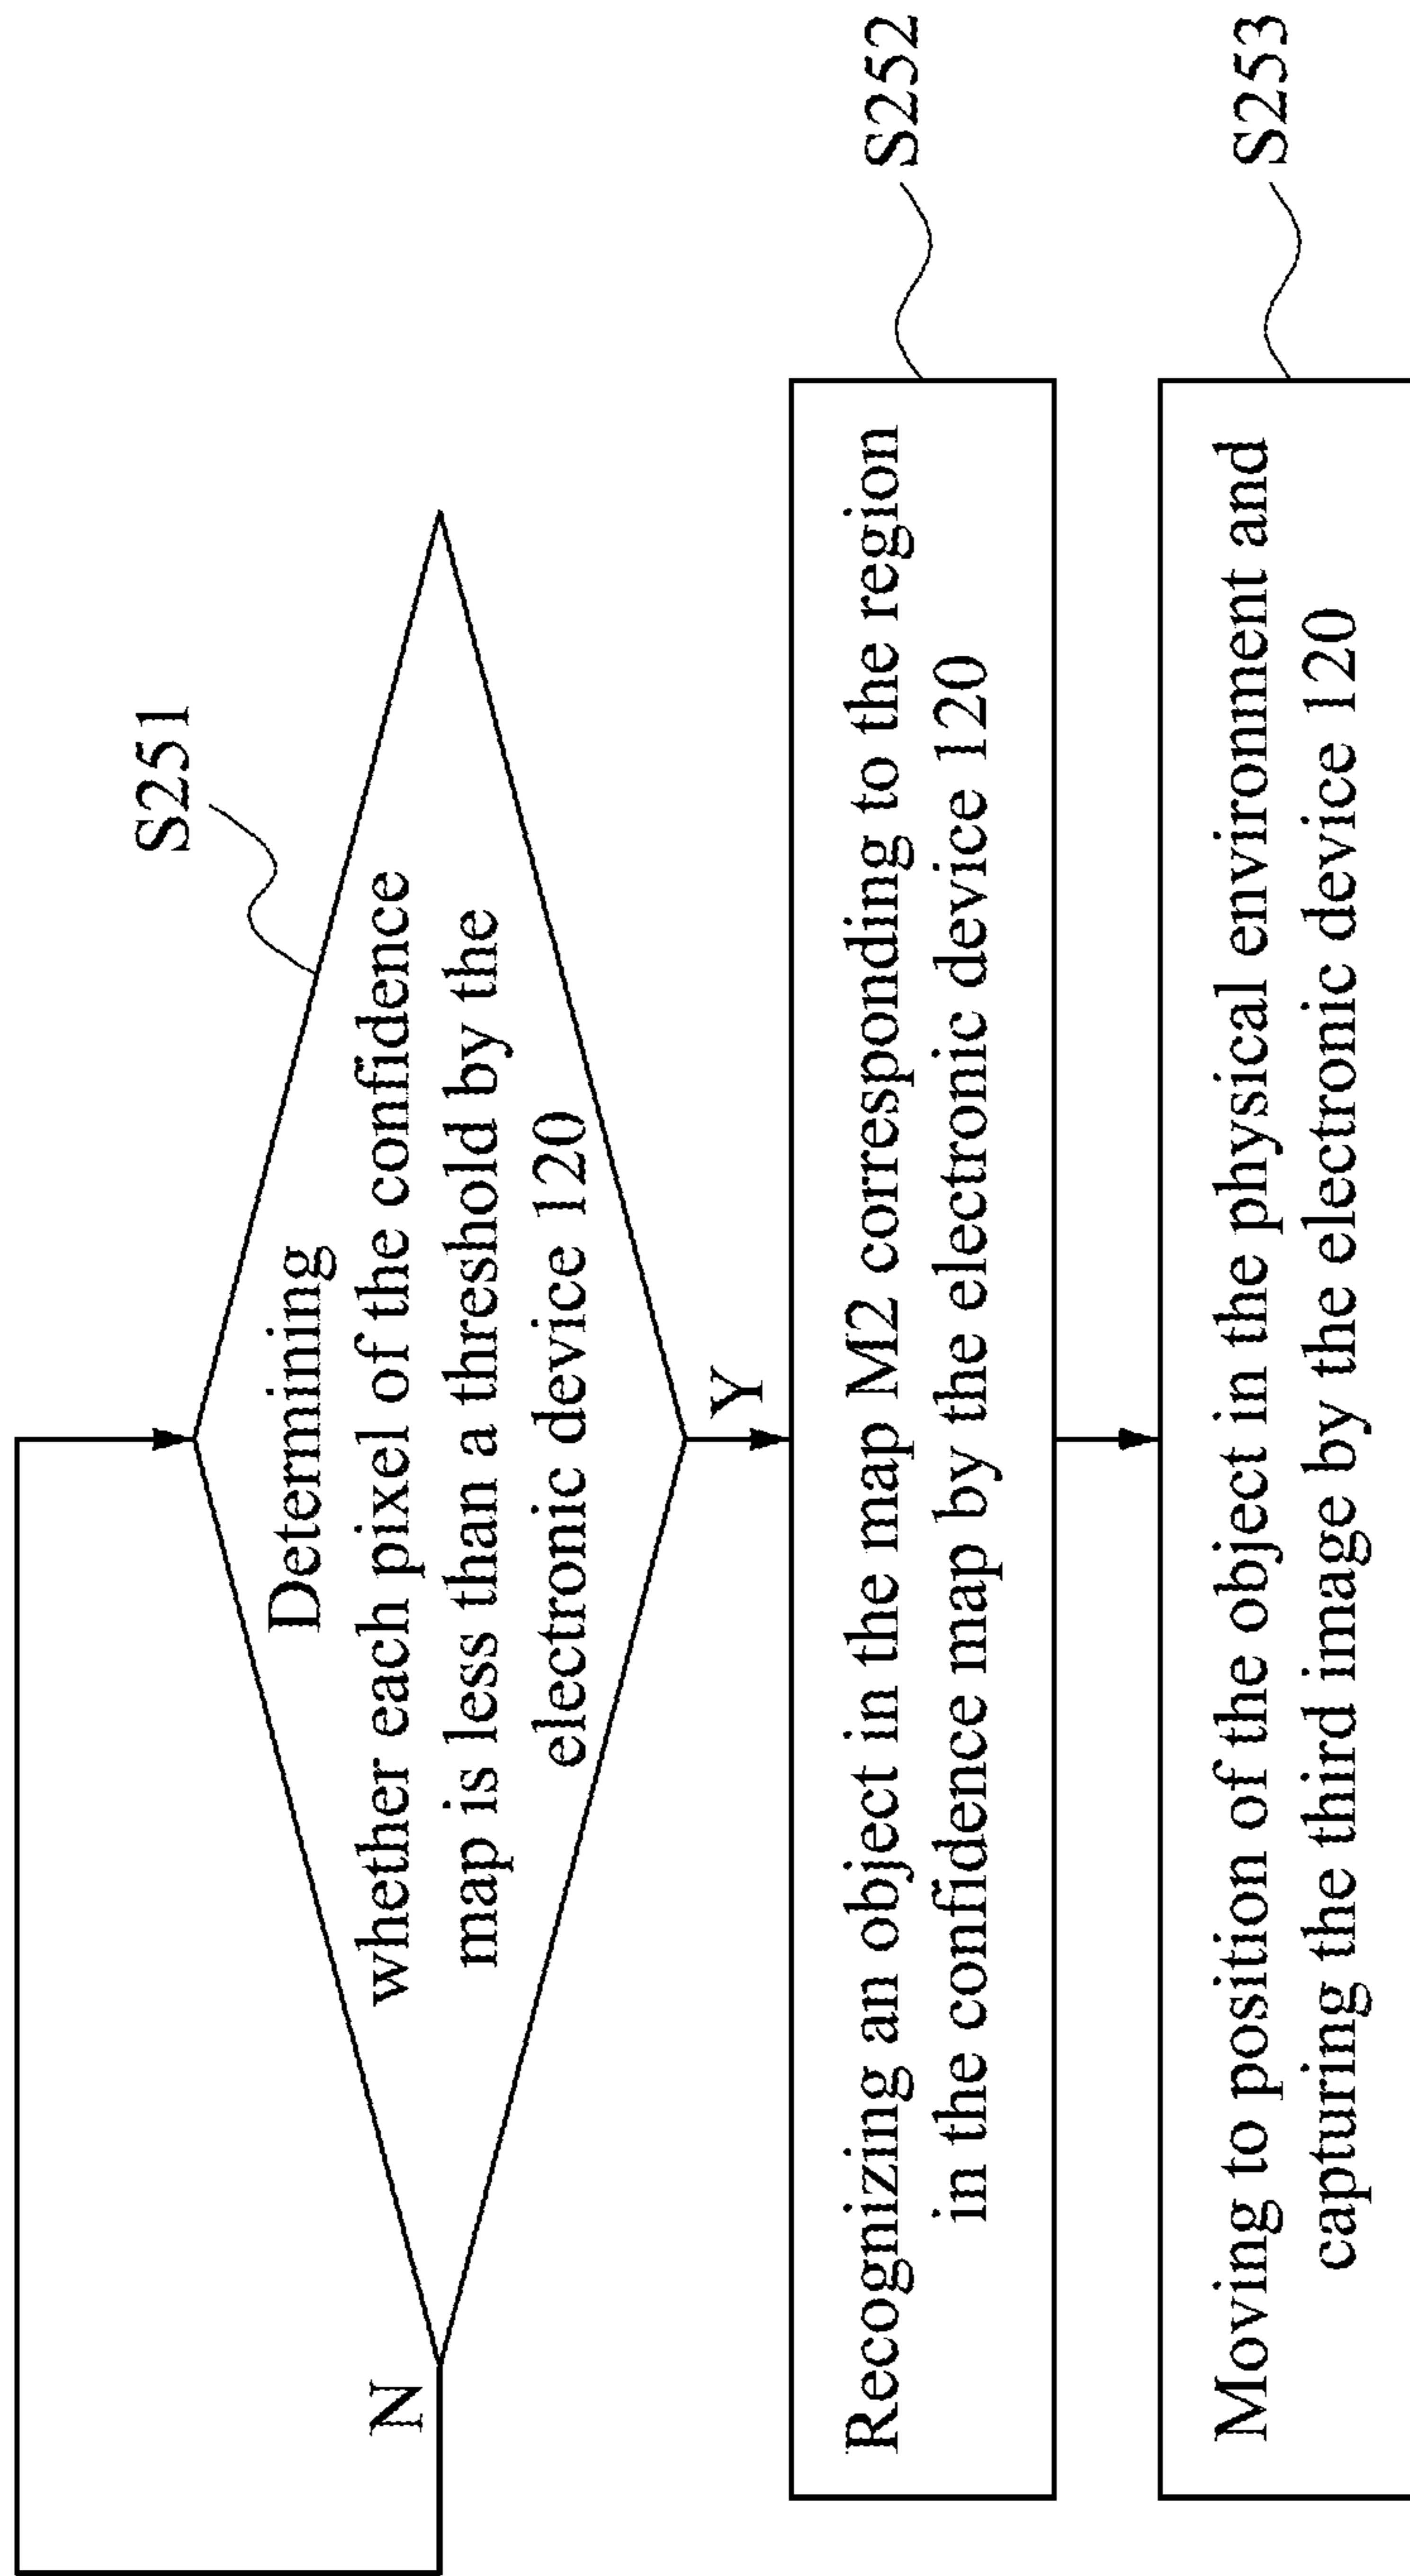 S251
Determining
whether each pixel of the confidence
map is less than a threshold by the
electronic device 120
N
Y
S252
Recognizing an object in the map M2 corresponding to the region
in the confidence map by the electronic device 120
S253
Moving to position of the object in the physical environment and
capturing the third image by the electronic device 120